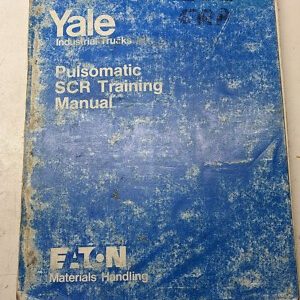 Yale
Industrial Trucks
Pulsomatic
SCR Training
Manual
EATON
Materials Handling